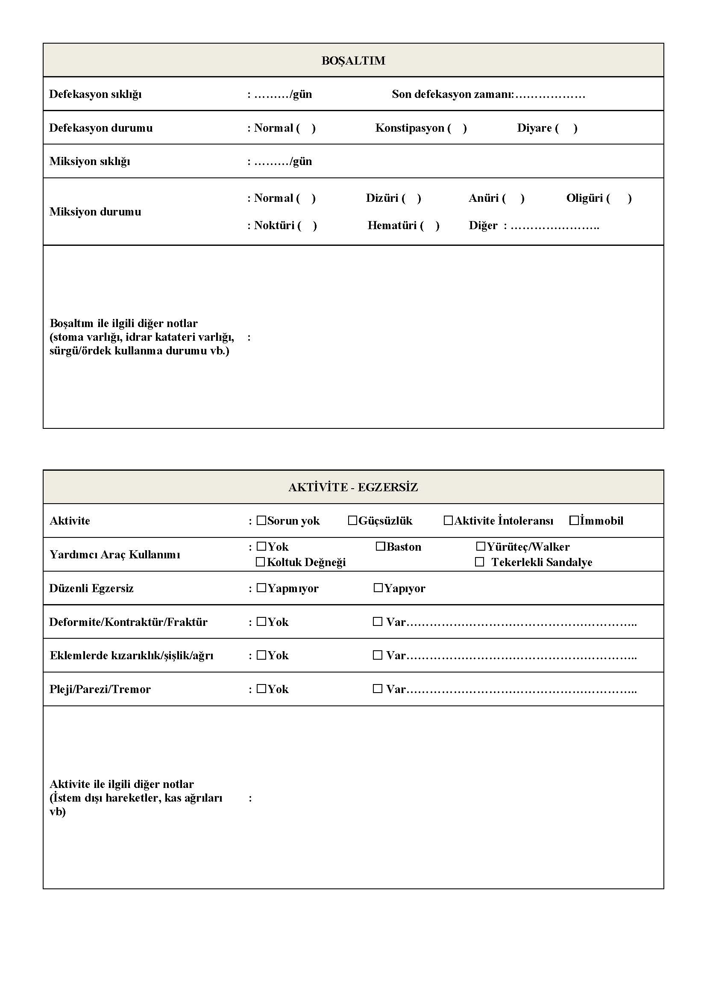 BOŞALTIM
Defekasyon sıklığı : ………/gün Son defekasyon zamanı:………………
Defekasyon durumu : Normal ( ) Konstipasyon ( ) Diyare ( )
Miksiyon sıklığı : ………/gün
Miksiyon durumu
: Normal ( ) Dizüri ( ) Anüri ( ) Oligüri ( )
: Noktüri ( ) Hematüri ( ) Diğer : …………………..
Boşaltım ile ilgili diğer notlar
(stoma varlığı, idrar katateri varlığı, :
sürgü/ördek kullanma durumu vb.)
AKTİVİTE - EGZERSİZ
Aktivite : ☐Sorun yok ☐Güçsüzlük ☐Aktivite İntoleransı ☐İmmobil
Yardımcı Araç Kullanımı
: ☐Yok ☐Baston ☐Yürüteç/Walker
☐Koltuk Değneği ☐ Tekerlekli Sandalye
Düzenli Egzersiz : ☐Yapmıyor ☐Yapıyor
Deformite/Kontraktür/Fraktür : ☐Yok ☐ Var…………………………………………………..
Eklemlerde kızarıklık/şişlik/ağrı : ☐Yok ☐ Var…………………………………………………..
Pleji/Parezi/Tremor : ☐Yok ☐ Var…………………………………………………..
Aktivite ile ilgili diğer notlar
(İstem dışı hareketler, kas ağrıları :
vb)